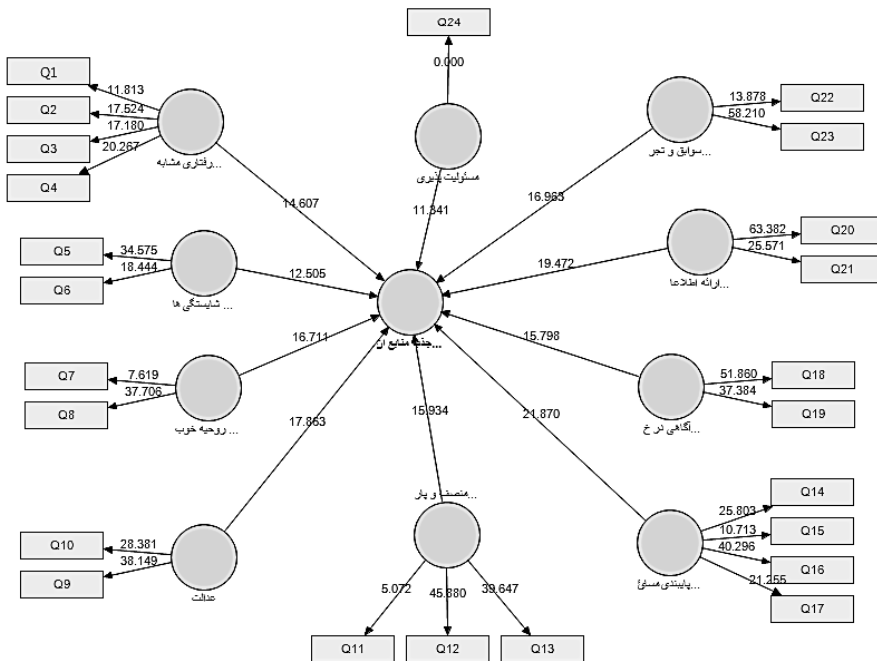 Q24
0.000
مسئولیت پذیری
11.341
Q1
Q2
Q3
Q4
11.813
17.524
17.180
20.267
رفتاری مشابه...
14.607
Q22
Q23
13.878
58.210
سوابق و تجر...
16.963
Q5
Q6
34.575
18.444
شایستگی ها ...
12.505
Q20
Q21
63.382
25.571
ارائه اطلاعا...
19.472
جذب منابع ان...
Q7
Q8
7.619
37.706
روحیه خوب ...
16.711
Q18
Q19
51.860
37.384
آگاهی در خ...
15.798
Q10
Q9
28.381
38.149
عدالت
17.863
منصف و پار...
15.934
5.072
45.880
39.647
Q11
Q12
Q13
21.870
Q14
Q15
Q16
Q17
25.803
10.713
40.296
21.255
پایبندی مسائ...